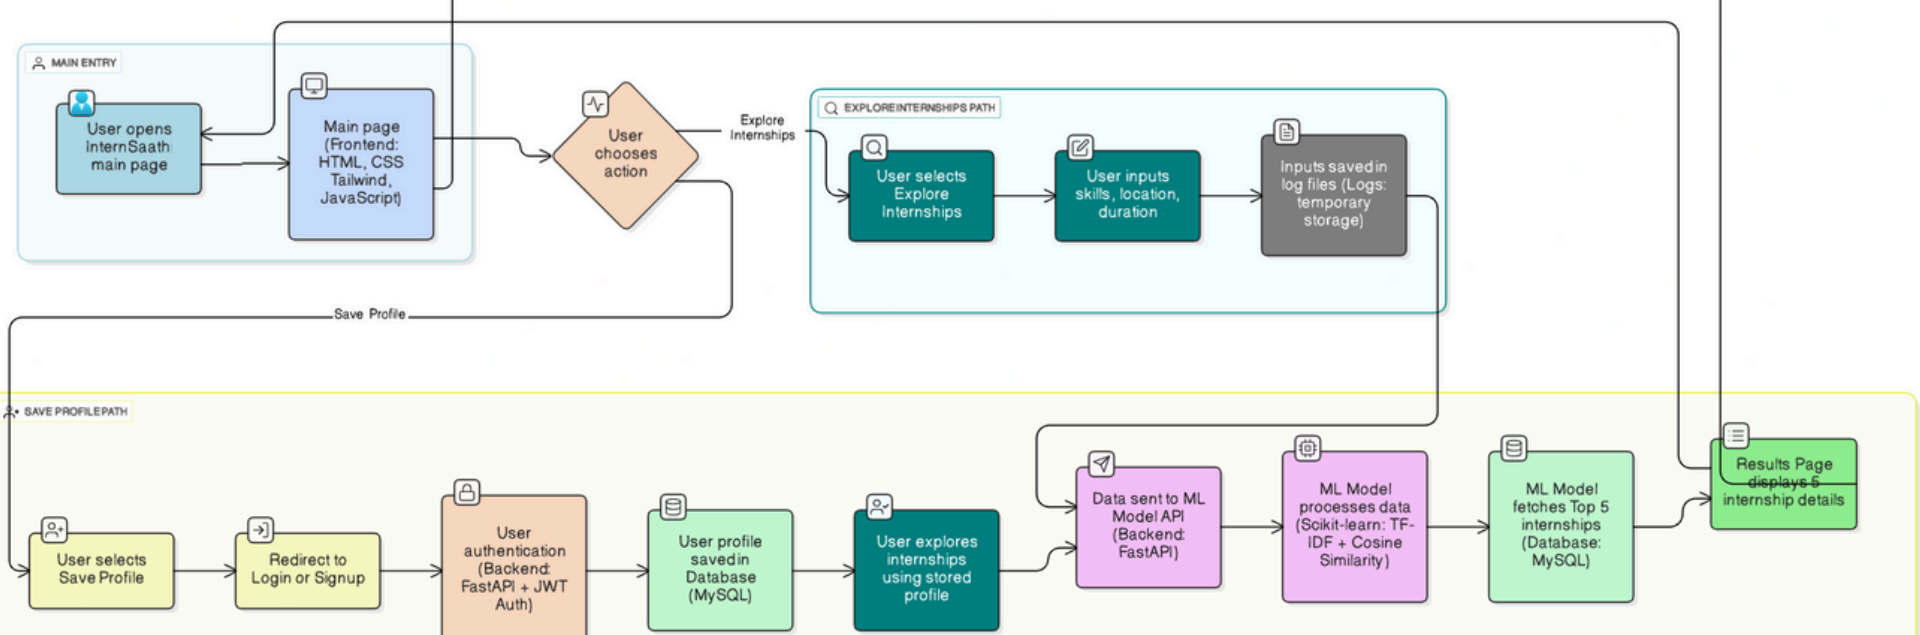 MAIN ENTRY
User opens
InternSaathi
main page
Main page
(Frontend:
HTML, CSS
Tailwind,
JavaScript)
User
chooses
action
Explore
Internships
EXPLOREINTERNSHIPS PATH
User selects
Explore
Internships
User inputs
skills, location,
duration
Inputs saved in
log files (Logs:
temporary
storage)
Save Profile
SAVE PROFILEPATH
User selects
Save Profile
Redirect to
Login or Signup
User
authentication
(Backend:
FastAPI + JWT
Auth)
User profile
saved in
Database
(MySQL)
User explores
internships
using stored
profile
Data sent to ML
Model API
(Backend:
FastAPI)
ML Model
processes data
(Scikit-learn: TF-
IDF + Cosine
Similarity)
ML Model
fetches Top 5
internships
(Database:
MySQL)
Results Page
displays 5
internship details